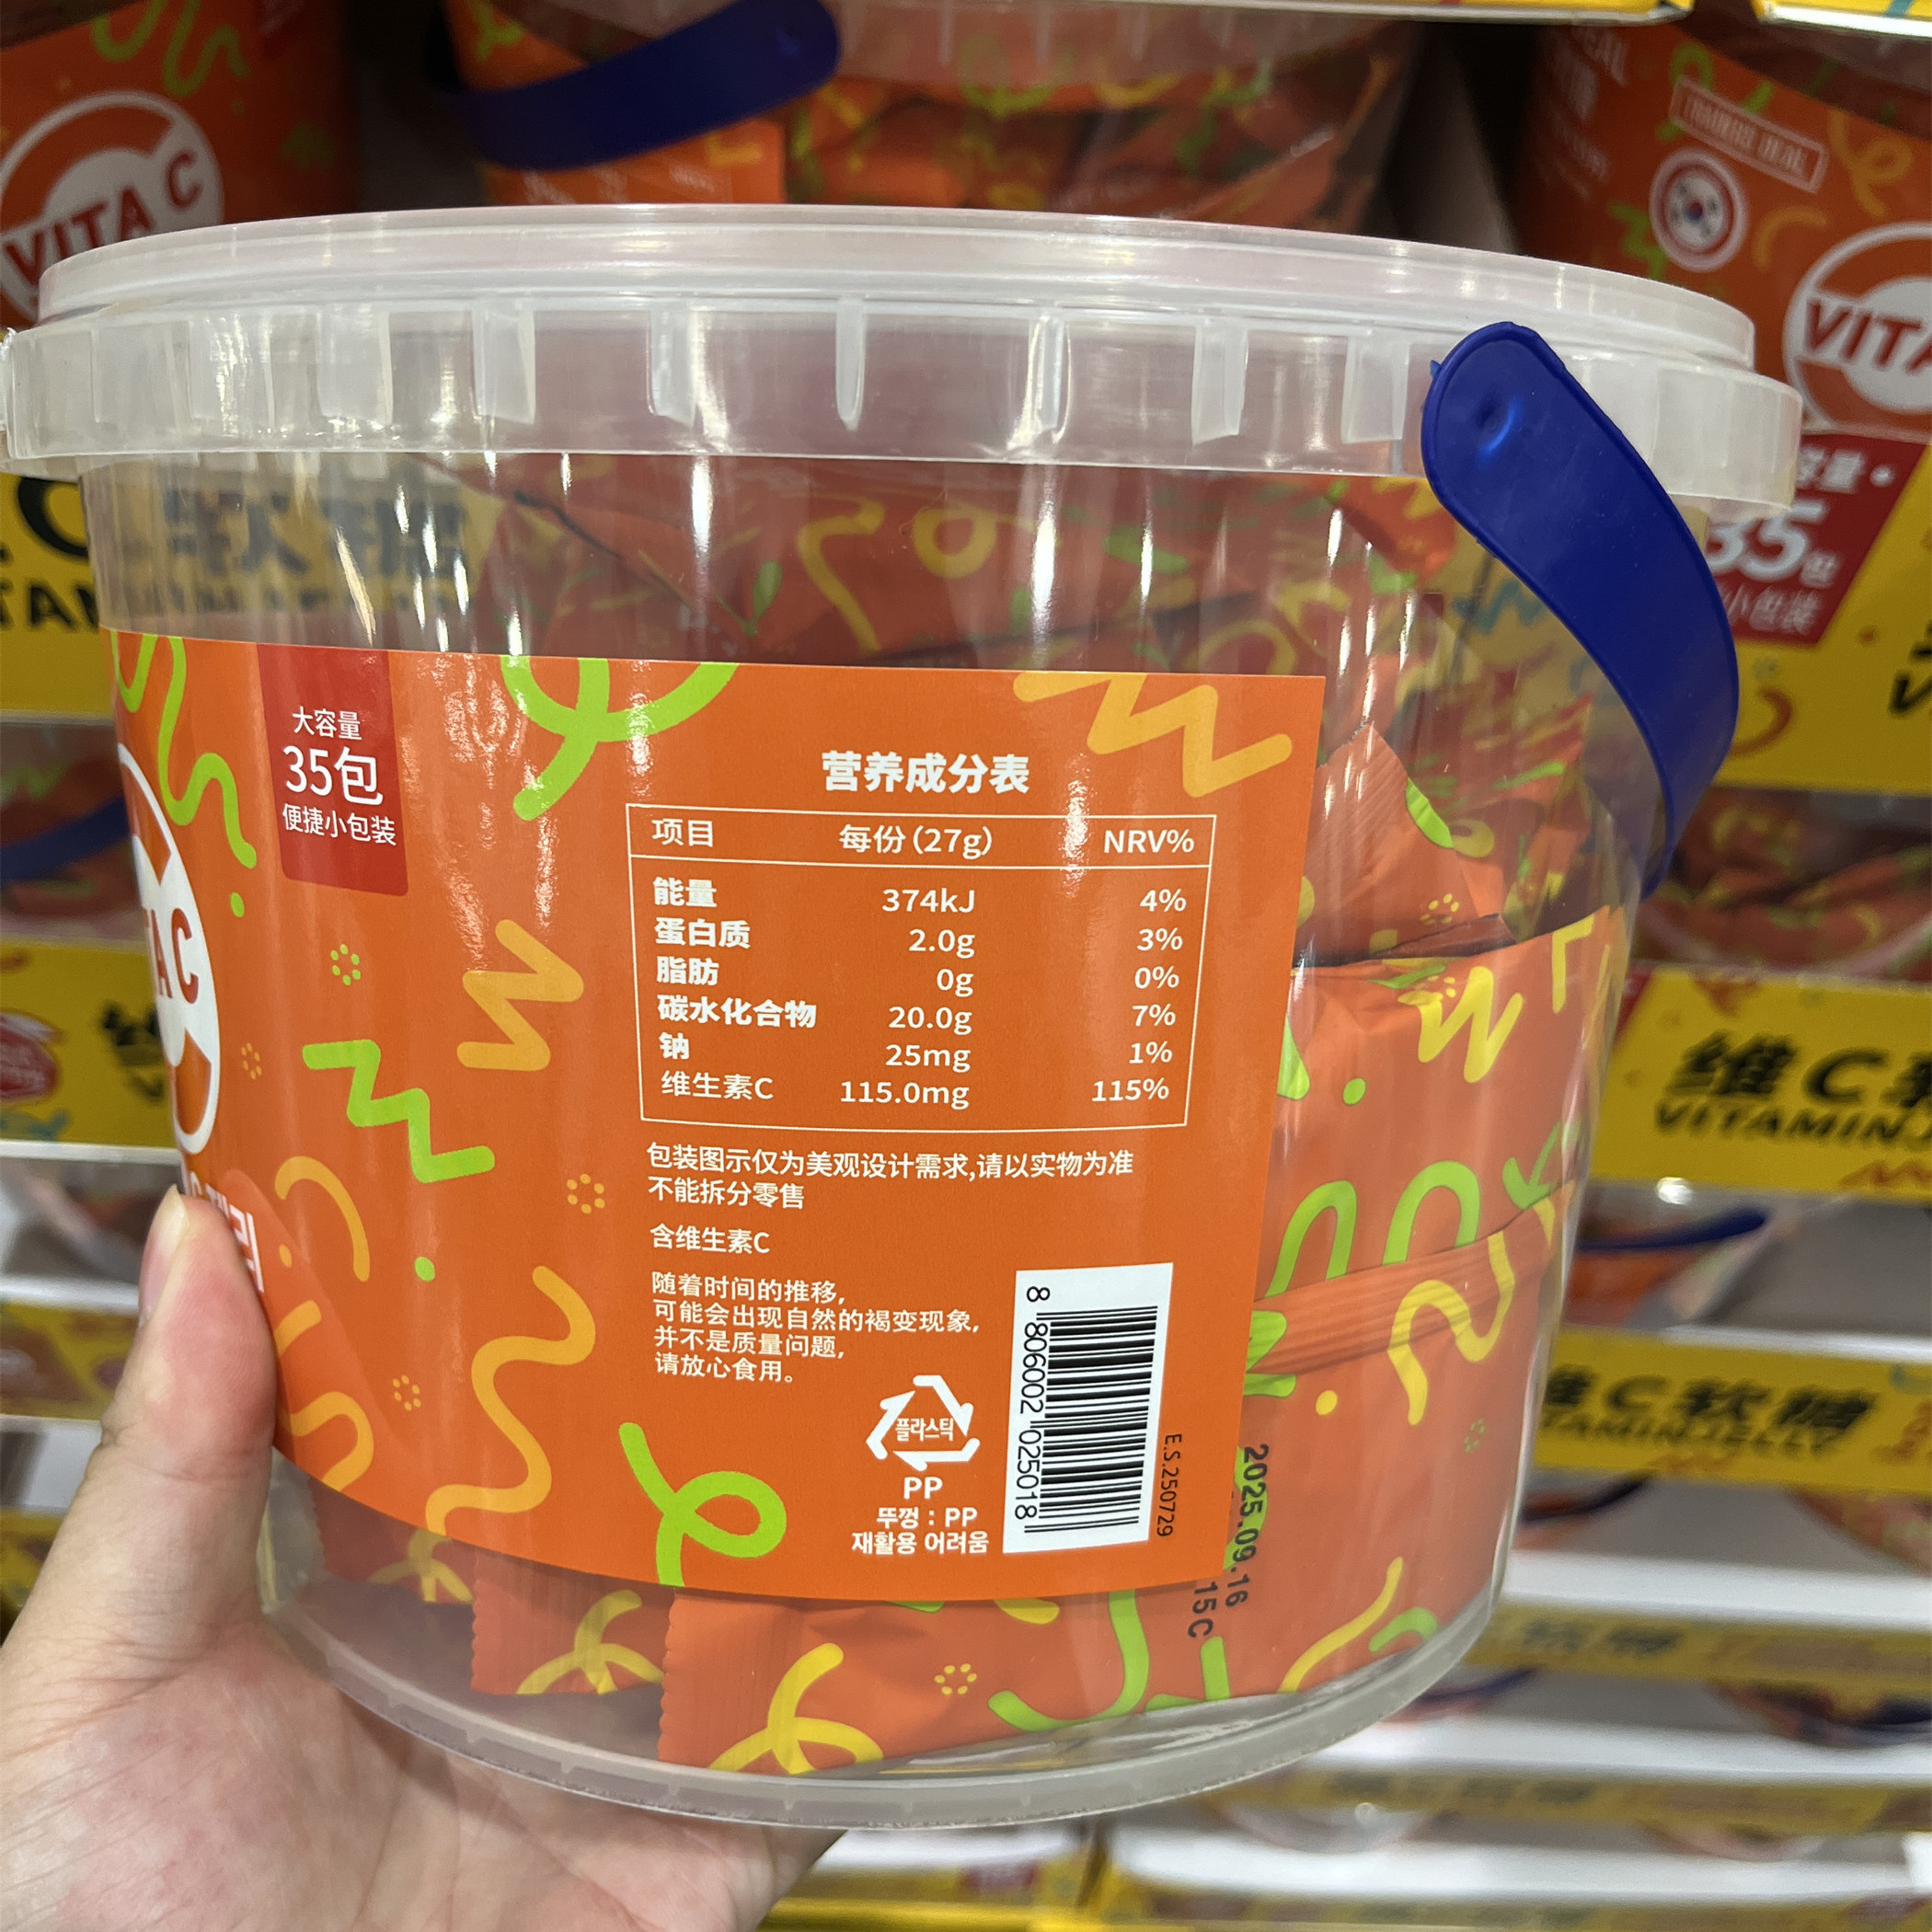 VITA C
VITA
容量
35包
小包装
大容量
35包
便捷小包装
营养成分表
项目 每份(27g) NRV%
能量 374kJ 4%
蛋白质 2.0g 3%
脂肪 0g 0%
碳水化合物 20.0g 7%
钠 25mg 1%
维生素C 115.0mg 115%
包装图示仅为美观设计需求,请以实物为准
不能拆分零售
含维生素C
随着时间的推移,
可能会出现自然的褐变现象,
并不是质量问题,
请放心食用。
플라스틱
PP
뚜껑 : PP
재활용 어려움
8 806002 025018
E.S.250729
2025.09.16
15C
维C
VITAMIN
维C软糖
VITAMIN JELLY